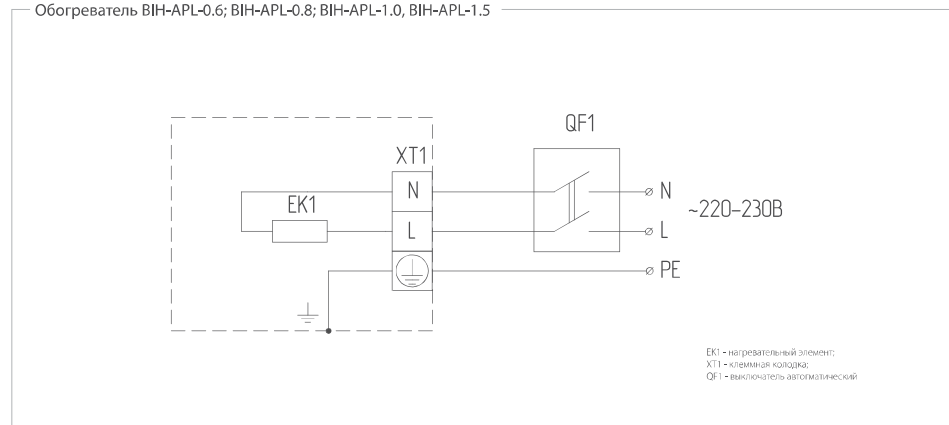 Обогреватель BIH-APL-0.6; BIH-APL-0.8; BIH-APL-1.0, BIH-APL-1.5
QF1
XT1
N
N
EK1
~220-230В
L
L
PE
EK1 - нагревательный элемент;
XT1 - клеммная колодка;
QF1 - выключатель автоматический